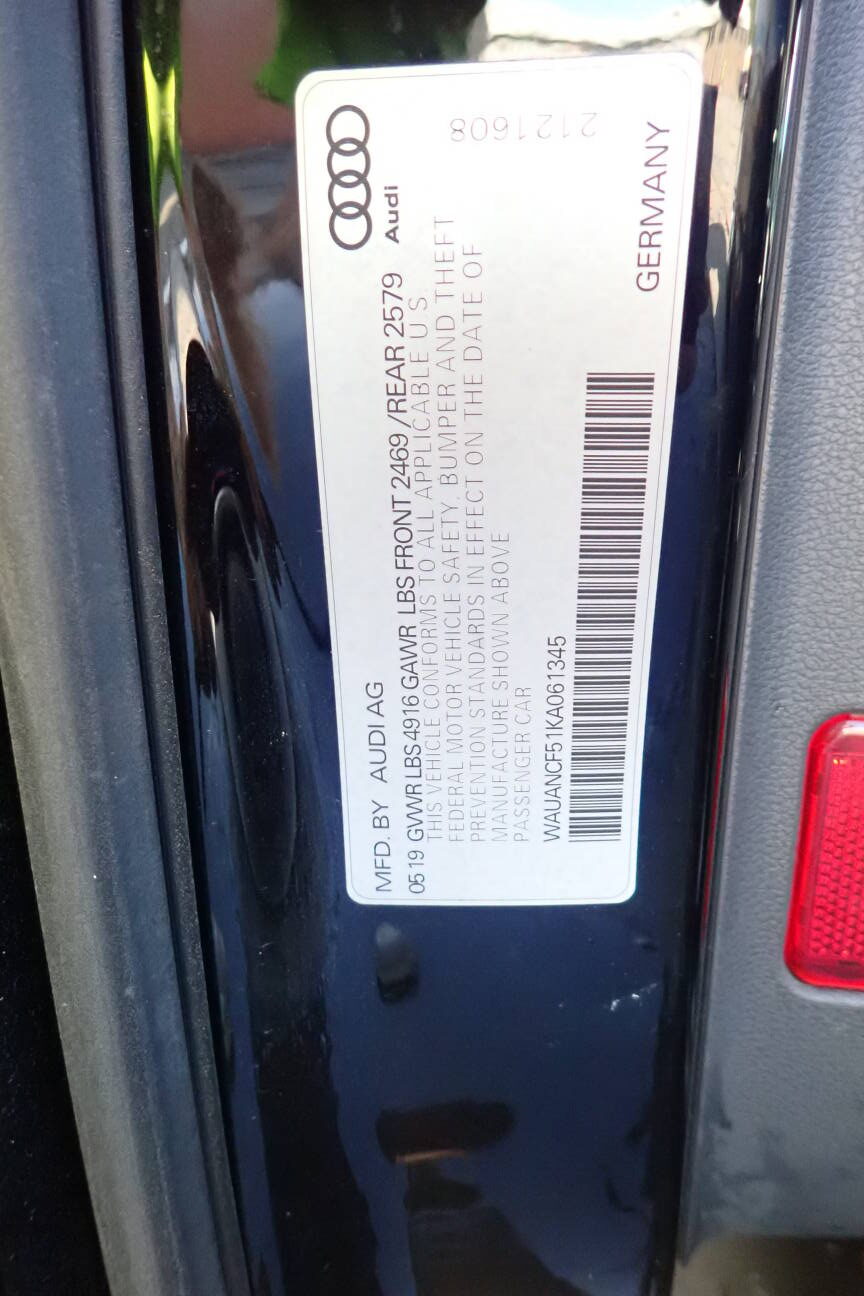 MFD. BY AUDI AG
Audi
0519 GVWR LBS 4916 GAWR LBS FRONT 2469 /REAR 2579
THIS VEHICLE CONFORMS TO ALL APPLICABLE U S.
FEDERAL MOTOR VEHICLE SAFETY, BUMPER AND THEFT
PREVENTION STANDARDS IN EFFECT ON THE DATE OF
MANUFACTURE SHOWN ABOVE
PASSENGER CAR
2121608
WAUANCF51KA061345
GERMANY